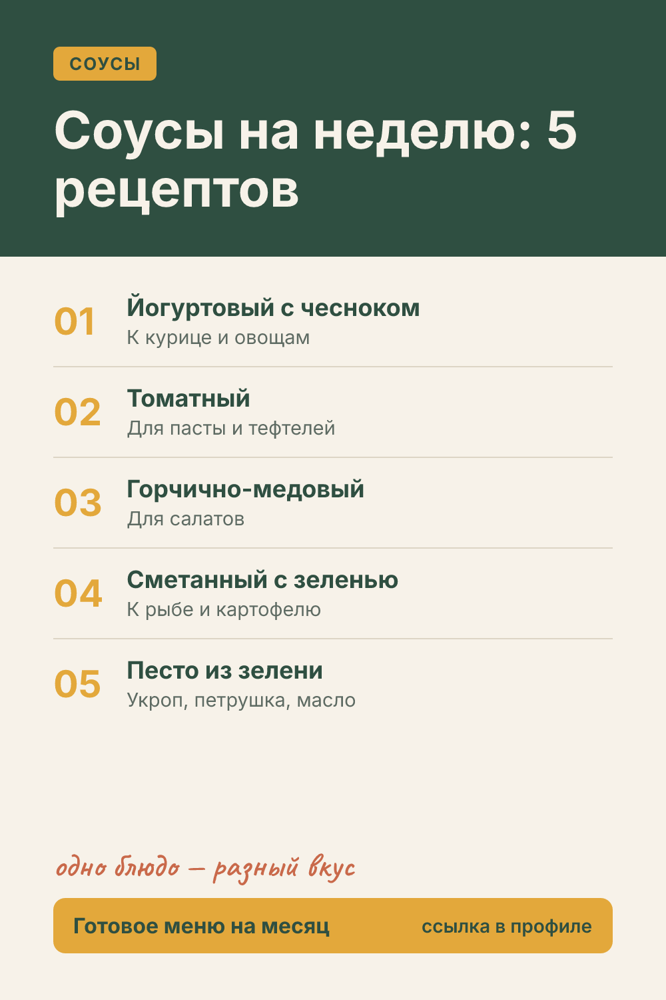 СОУСЫ
Соусы на неделю: 5
рецептов
01
Йогуртовый с чесноком
К курице и овощам
02
Томатный
Для пасты и тефтелей
03
Горчично-медовый
Для салатов
04
Сметанный с зеленью
К рыбе и картофелю
05
Песто из зелени
Укроп, петрушка, масло
одно блюдо — разный вкус
Готовое меню на месяц
ссылка в профиле